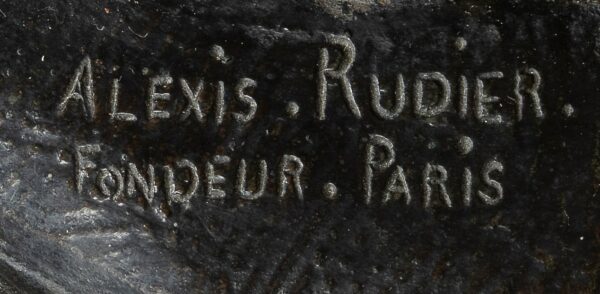 ALEXIS . RUDIER .
FONDEUR . PARIS